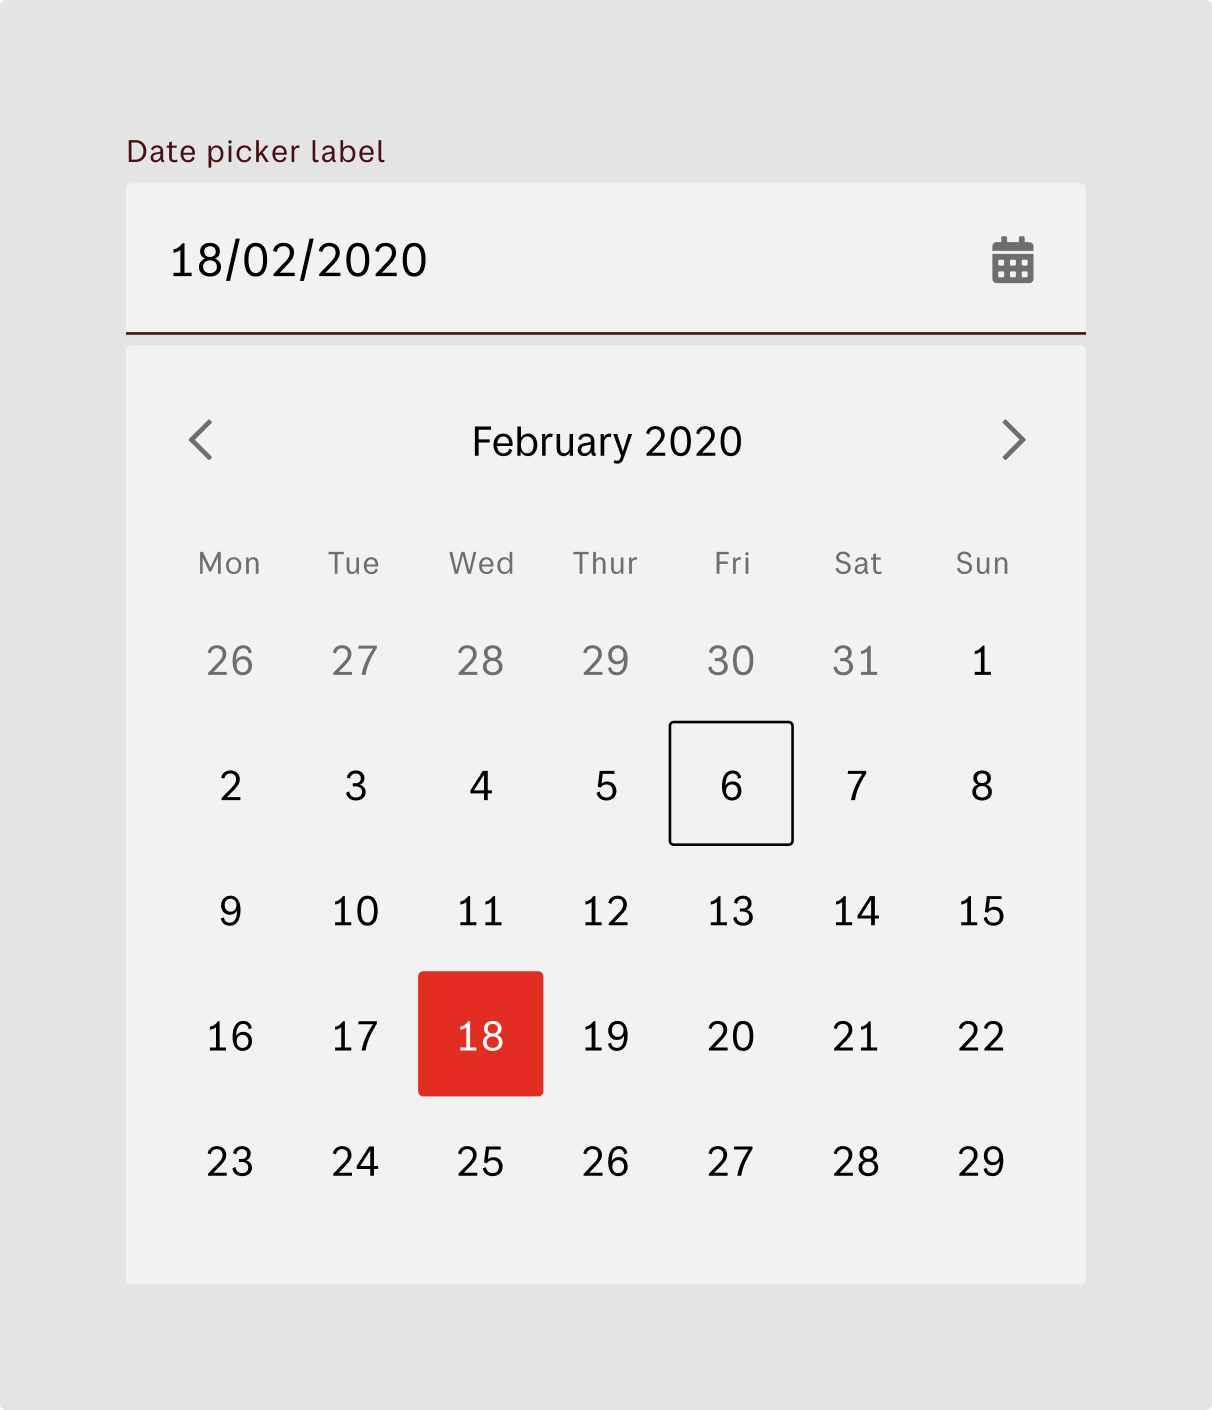 Date picker label
18/02/2020
February 2020
Mon Tue Wed Thur Fri Sat Sun
26 27 28 29 30 31 1
2 3 4 5 6 7 8
9 10 11 12 13 14 15
16 17 18 19 20 21 22
23 24 25 26 27 28 29